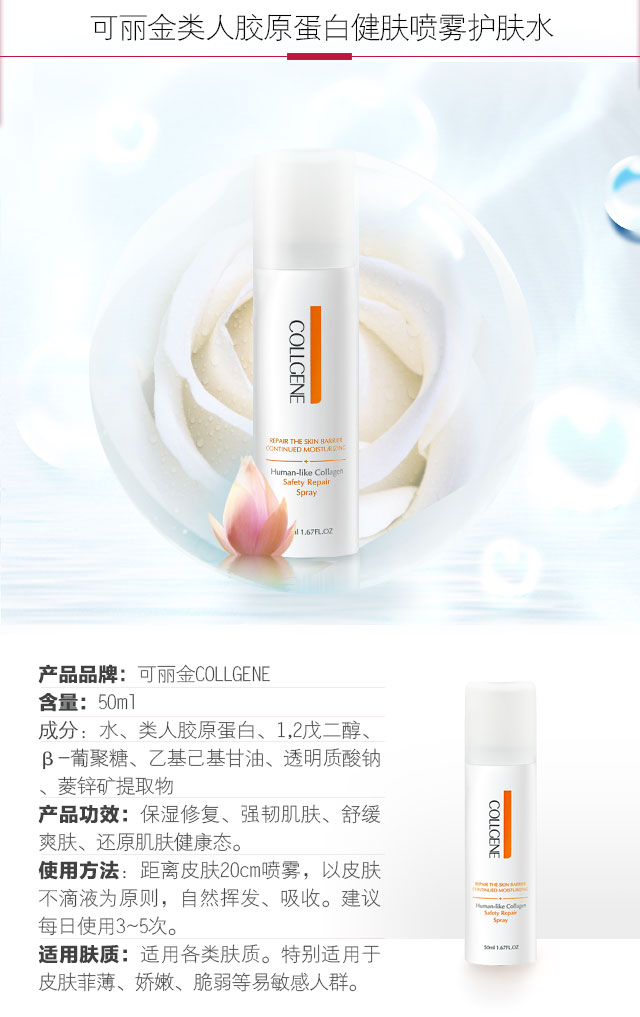 可丽金类人胶原蛋白健肤喷雾护肤水
COLLGENE
REPAIR THE SKIN BARRIER
CONTINUED MOISTURIZING
Human-like Collagen
Safety Repair
Spray
ml 1.67FL.OZ
产品品牌：可丽金COLLGENE
含量：50ml
成分：水、类人胶原蛋白、1,2戊二醇、
β-葡聚糖、乙基己基甘油、透明质酸钠
、菱锌矿提取物
产品功效：保湿修复、强韧肌肤、舒缓
爽肤、还原肌肤健康态。
使用方法：距离皮肤20cm喷雾，以皮肤
不滴液为原则，自然挥发、吸收。建议
每日使用3~5次。
适用肤质：适用各类肤质。特别适用于
皮肤菲薄、娇嫩、脆弱等易敏感人群。
COLLGENE
REPAIR THE SKIN BARRIER
CONTINUED MOISTURIZING
Human-like Collagen
Safety Repair
Spray
50ml 1.67FL.OZ